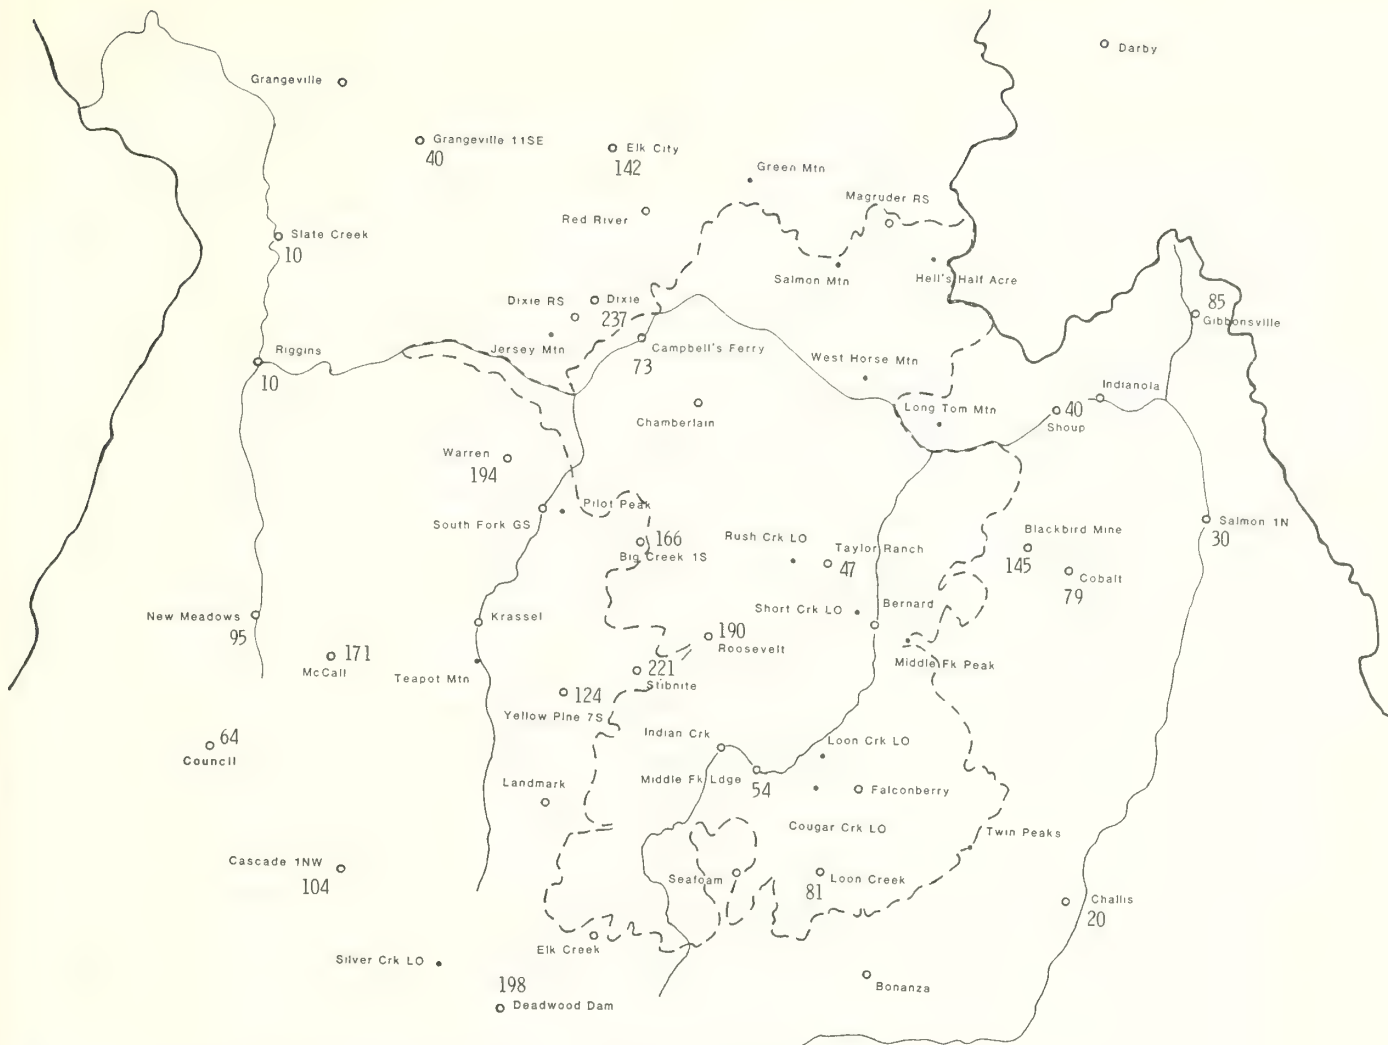 Darby
Grangeville
Grangeville 11SE
40
Elk City
142
Green Mtn
Magruder RS
Red River
Slate Creek
10
Salmon Mtn
Hell's Half Acre
Dixie RS
Dixie
237
85
Gibbonsville
Jersey Mtn
Campbell's Ferry
73
Riggins
10
West Horse Mtn
Indianola
Chamberlain
Long Tom Mtn
40
Shoup
Warren
194
Pilot Peak
South Fork GS
Salmon 1N
30
Blackbird Mine
145
Rush Crk LO
Taylor Ranch
47
166
Big Creek 1S
Cobalt
79
Short Crk LO
Bernard
New Meadows
95
Krassel
190
Roosevelt
171
McCall
Teapot Mtn
221
Stibnite
Middle Fk Peak
124
Yellow Pine 7S
64
Council
Indian Crk
Loon Crk LO
Middle Fk Ldge
54
Landmark
Falconberry
Cougar Crk LO
Twin Peaks
Cascade 1NW
104
Seafoam
Loon Creek
81
Challis
20
Elk Creek
Silver Crk LO
Bonanza
198
Deadwood Dam